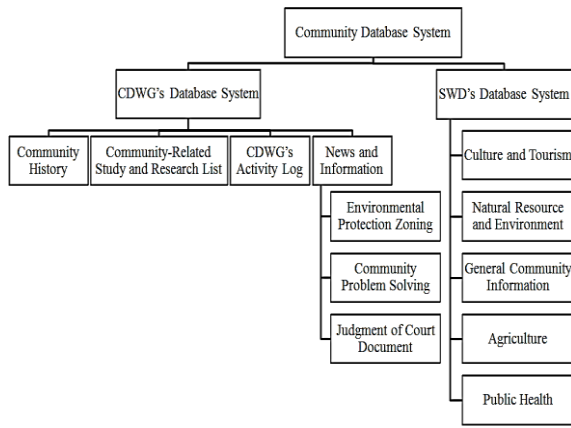 Community Database System
CDWG's Database System
SWD's Database System
Community
History
Community-Related
Study and Research List
CDWG's
Activity Log
News and
Information
Environmental
Protection Zoning
Community
Problem Solving
Judgment of Court
Document
Culture and Tourism
Natural Resource
and Environment
General Community
Information
Agriculture
Public Health